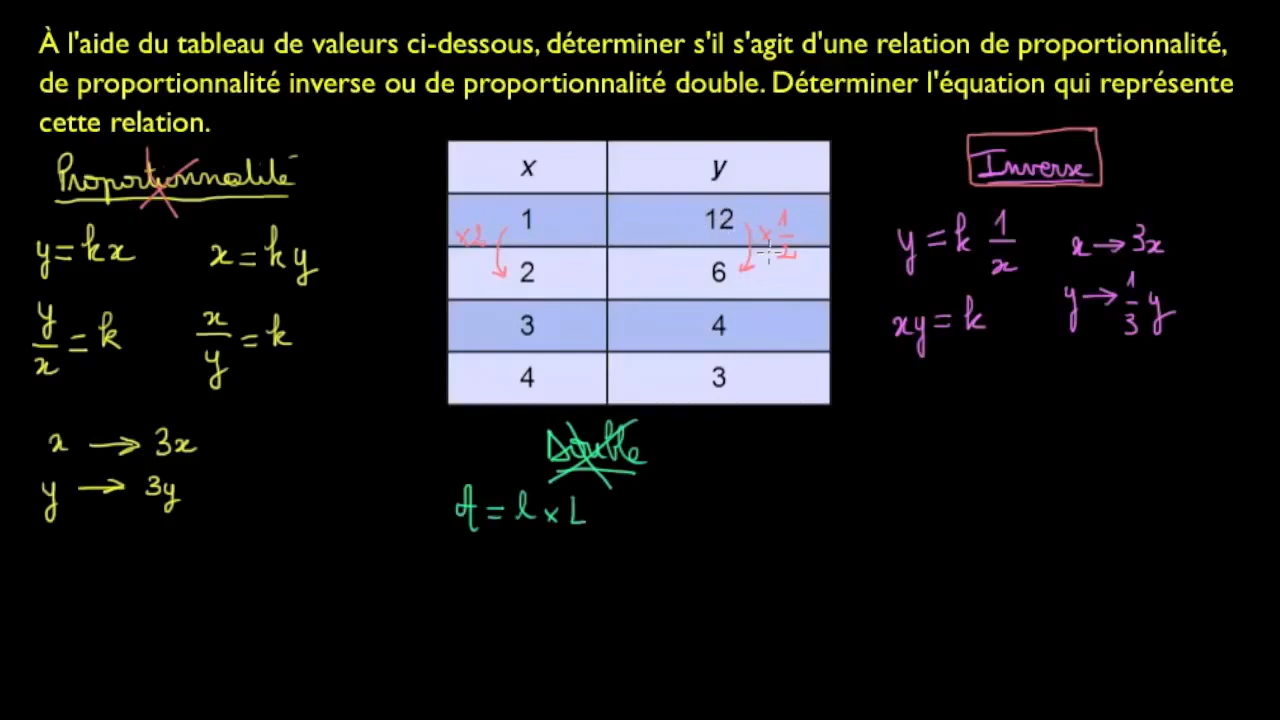 À l'aide du tableau de valeurs ci-dessous, déterminer s'il s'agit d'une relation de proportionnalité,
de proportionnalité inverse ou de proportionnalité double. Déterminer l'équation qui représente
cette relation.
Proportionnalité
y = kx
x = ky
y/x = k
x/y = k
x → 3x
y → 3y
x y
1 12
×2 ×1/2
2 6
3 4
4 3
Double
A = l × L
Inverse
y = k 1/x
xy = k
x → 3x
y → 1/3 y